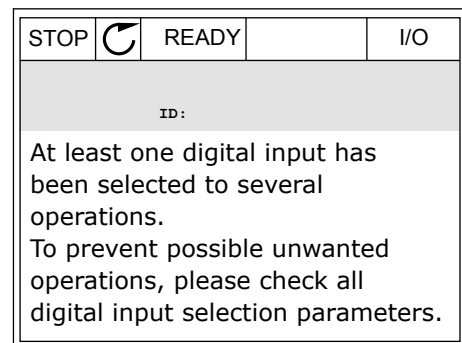 STOP READY I/O
ID:
At least one digital input has
been selected to several
operations.
To prevent possible unwanted
operations, please check all
digital input selection parameters.